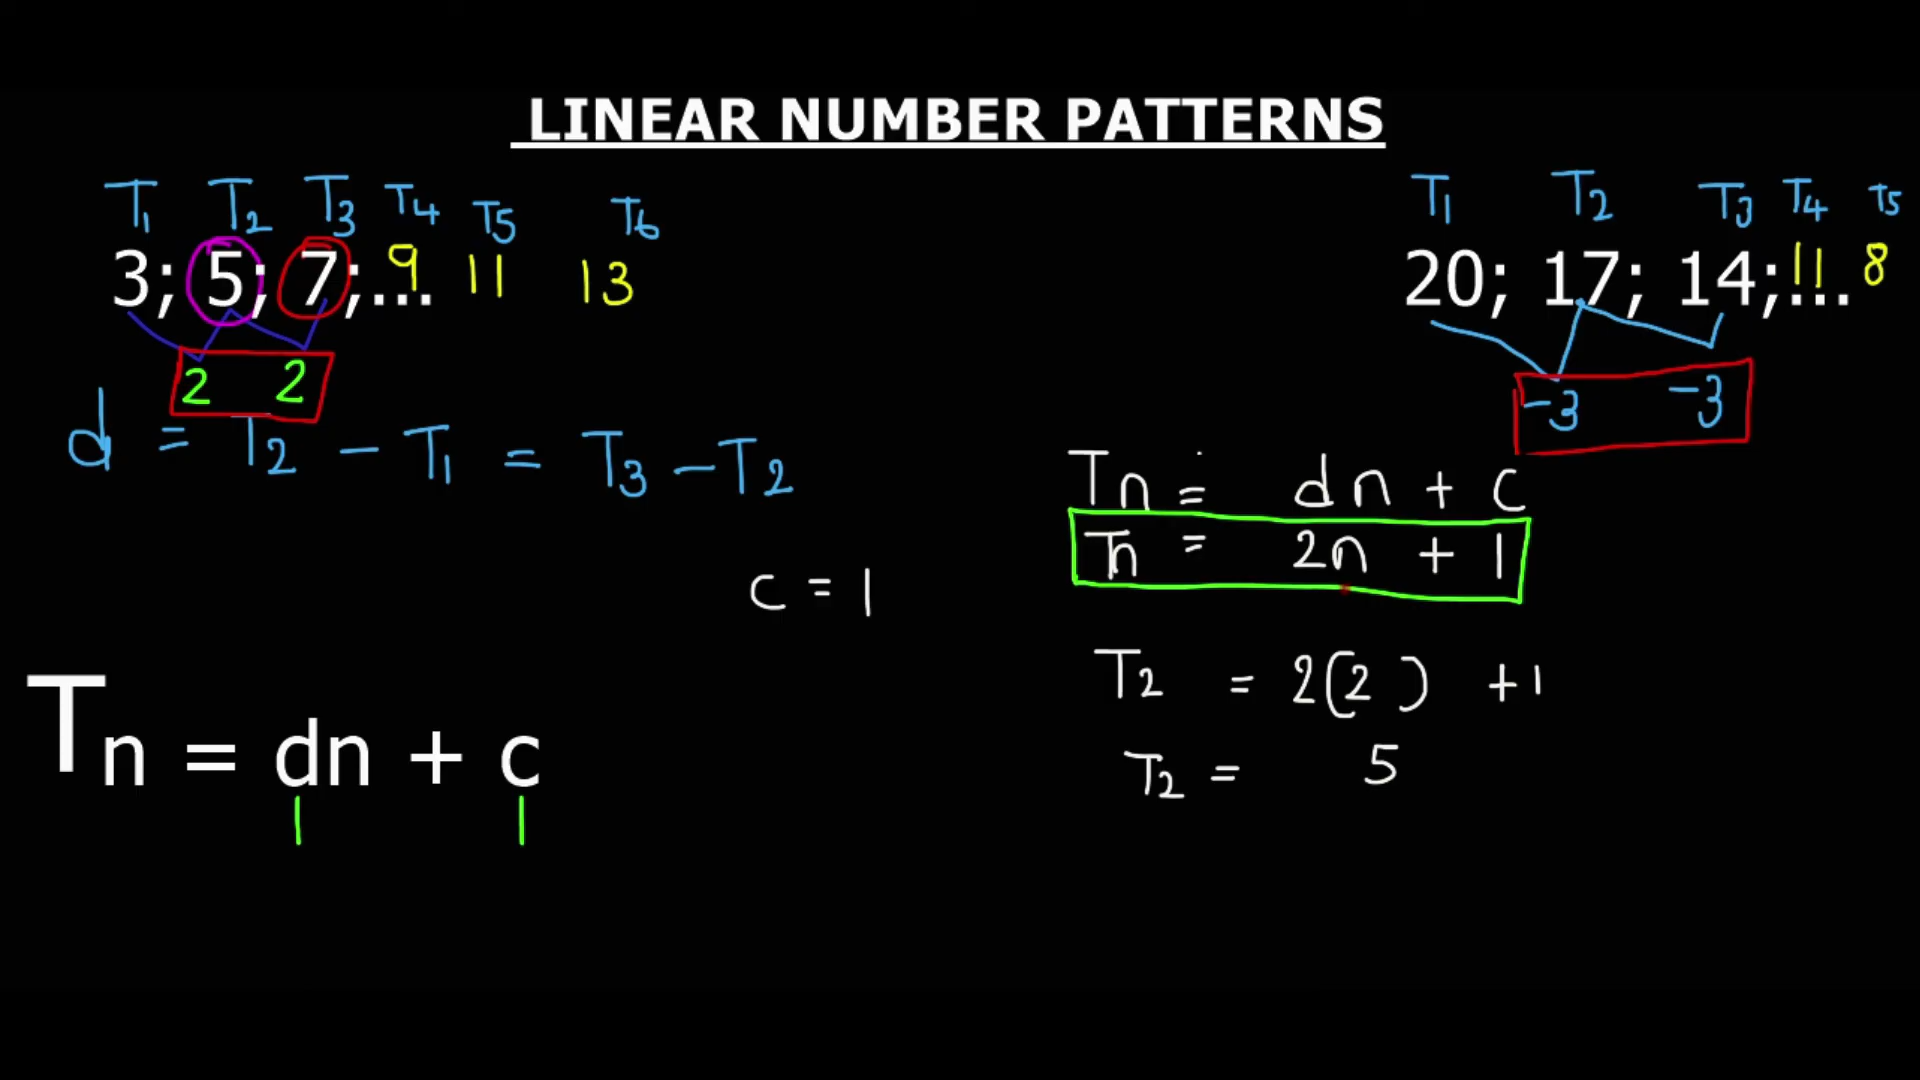 LINEAR NUMBER PATTERNS
T1 T2 T3 T4 T5 T6
3; 5; 7;... 9 11 13
2 2
d = T2 - T1 = T3 - T2
c = 1
Tn = dn + c
T1 T2 T3 T4 T5
20; 17; 14;... 11 8
-3 -3
Tn = dn + c
Tn = 2n + 1
T2 = 2(2) +1
T2 = 5